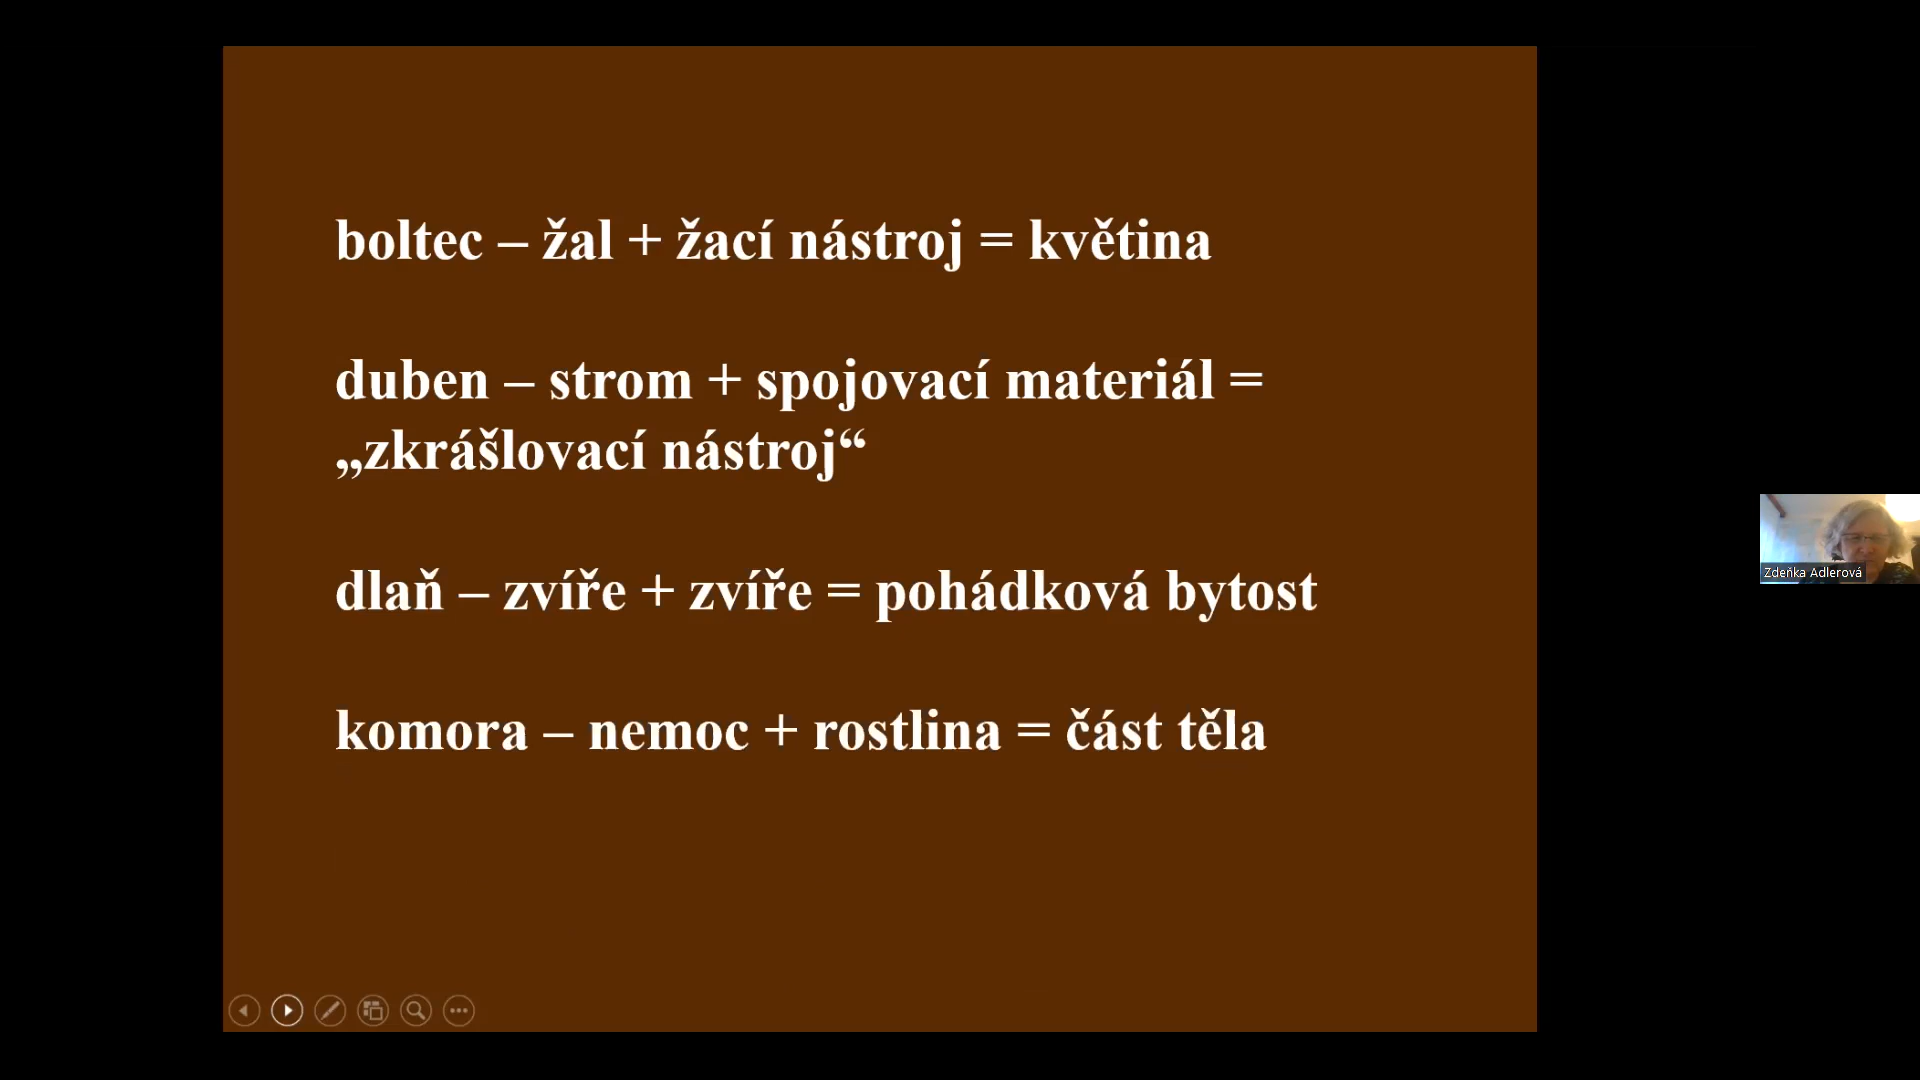 boltec – žal + žací nástroj = květina
duben – strom + spojovací materiál =
„zkrášlovací nástroj“
dlaň – zvíře + zvíře = pohádková bytost
komora – nemoc + rostlina = část těla
Zdeňka Adlerová